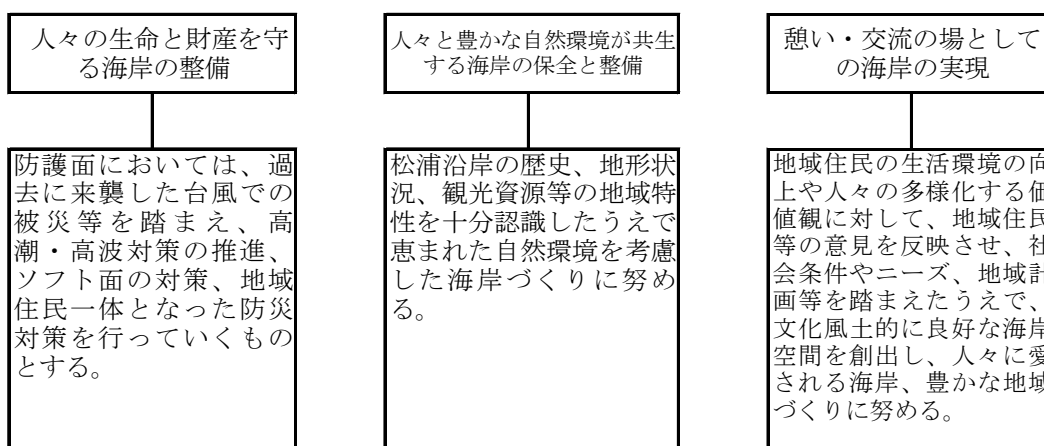 人々の生命と財産を守
る海岸の整備
防護面においては、過
去に来襲した台風での
被災等を踏まえ、高
潮・高波対策の推進、
ソフト面の対策、地域
住民一体となった防災
対策を行っていくもの
とする。
人々と豊かな自然環境が共生
する海岸の保全と整備
松浦沿岸の歴史、地形状
況、観光資源等の地域特
性を十分認識したうえで
恵まれた自然環境を考慮
した海岸づくりに努め
る。
憩い・交流の場として
の海岸の実現
地域住民の生活環境の向
上や人々の多様化する価
値観に対して、地域住民
等の意見を反映させ、社
会条件やニーズ、地域計
画等を踏まえたうえで、
文化風土的に良好な海岸
空間を創出し、人々に愛
される海岸、豊かな地域
づくりに努める。